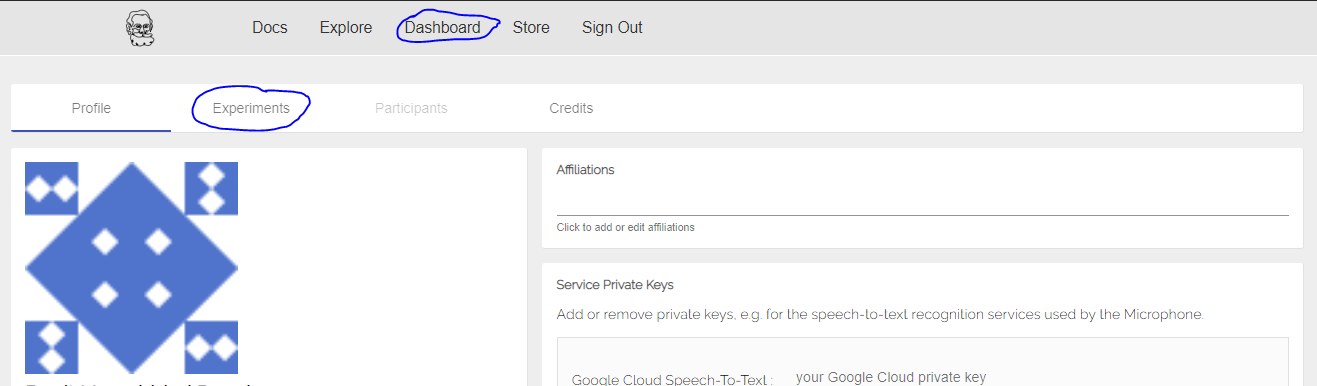 Docs Explore Dashboard Store Sign Out
Profile Experiments Participants Credits
Affiliations
Click to add or edit affiliations
Service Private Keys
Add or remove private keys, e.g. for the speech-to-text recognition services used by the Microphone.
Google Cloud Speech-To-Text : your Google Cloud private key